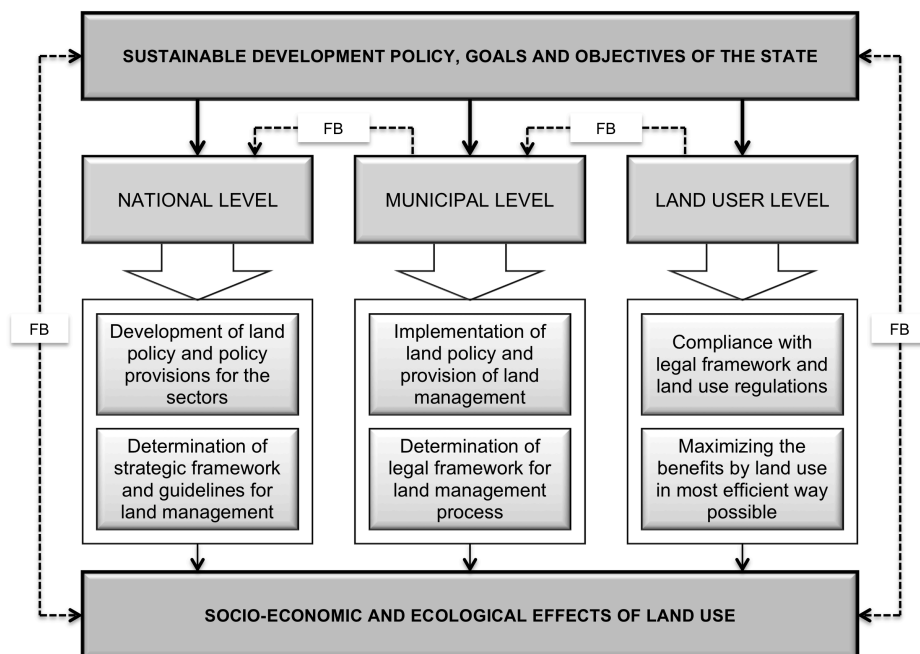 SUSTAINABLE DEVELOPMENT POLICY, GOALS AND OBJECTIVES OF THE STATE
FB
FB
NATIONAL LEVEL
MUNICIPAL LEVEL
LAND USER LEVEL
FB
FB
Development of land
policy and policy
provisions for the
sectors
Implementation of
land policy and
provision of land
management
Compliance with
legal framework and
land use regulations
Determination of
strategic framework
and guidelines for
land management
Determination of
legal framework for
land management
process
Maximizing the
benefits by land use
in most efficient way
possible
SOCIO-ECONOMIC AND ECOLOGICAL EFFECTS OF LAND USE